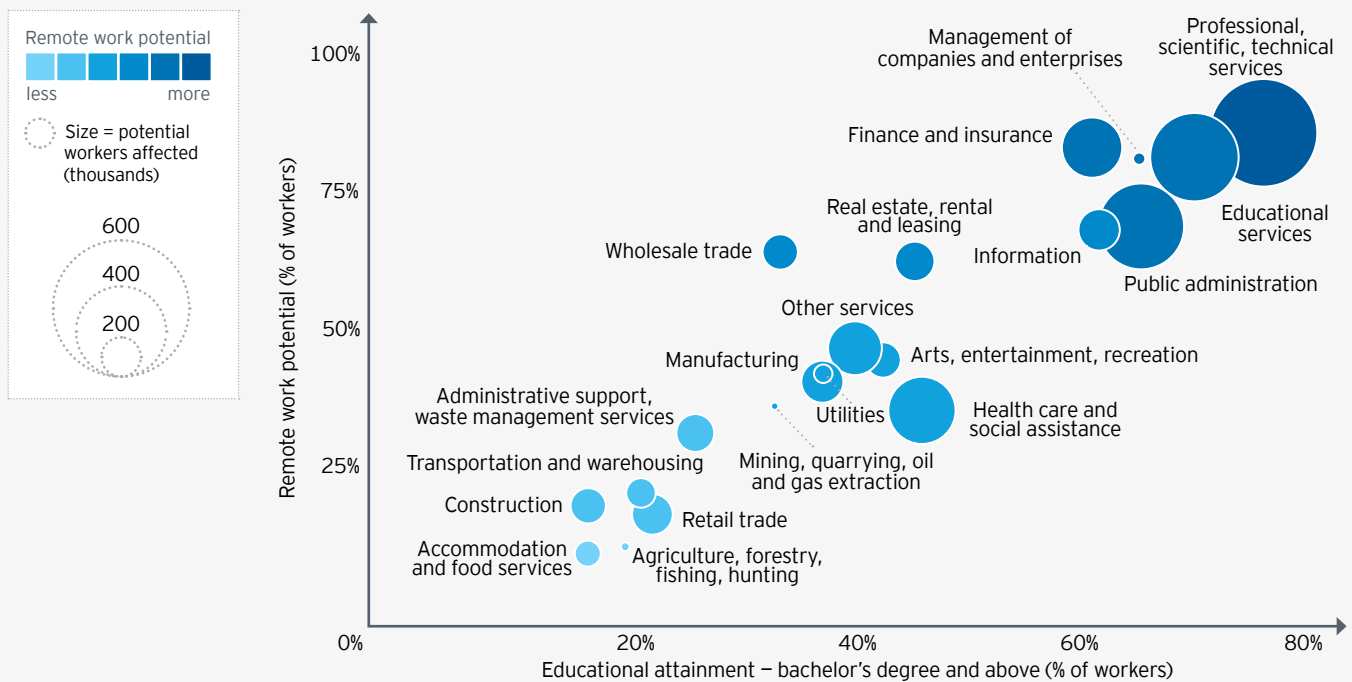 Remote work potential
less more
Size = potential
workers affected
(thousands)
600
400
200
Remote work potential (% of workers)
100%
75%
50%
25%
0%
20%
40%
60%
80%
Educational attainment – bachelor's degree and above (% of workers)
Professional,
scientific, technical
services
Management of
companies and enterprises
Finance and insurance
Educational
services
Real estate, rental
and leasing
Information
Public administration
Wholesale trade
Other services
Manufacturing
Arts, entertainment, recreation
Utilities
Health care and
social assistance
Administrative support,
waste management services
Mining, quarrying, oil
and gas extraction
Transportation and warehousing
Construction
Retail trade
Accommodation
and food services
Agriculture, forestry,
fishing, hunting